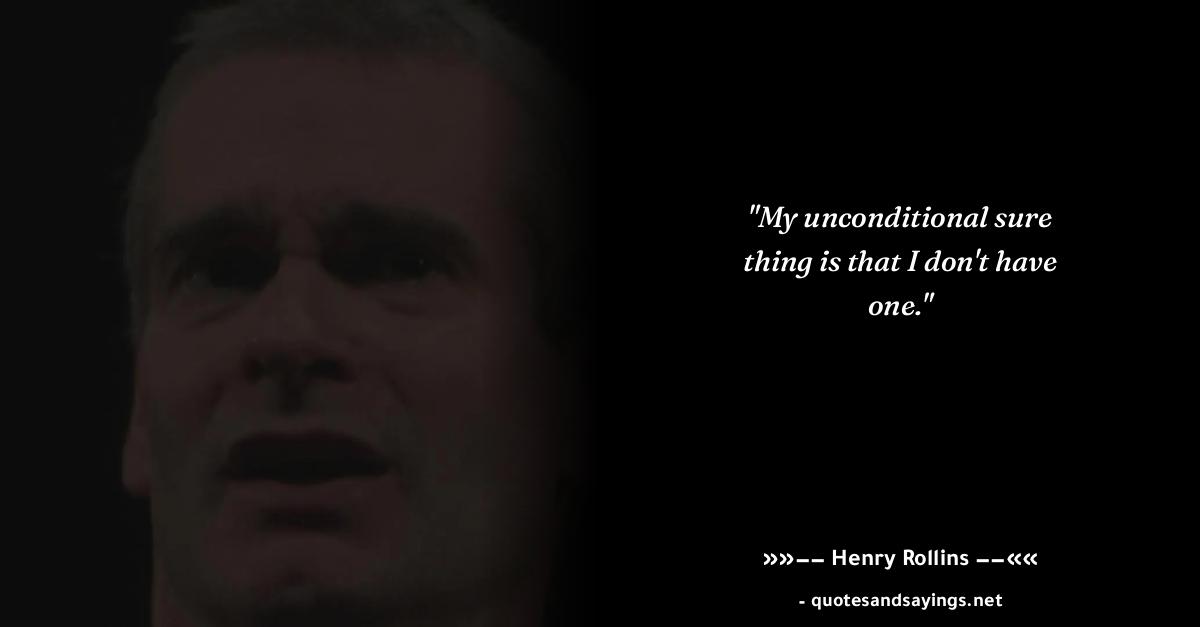 "My unconditional sure
thing is that I don't have
one."
»»−− Henry Rollins −−««
- quotesandsayings.net